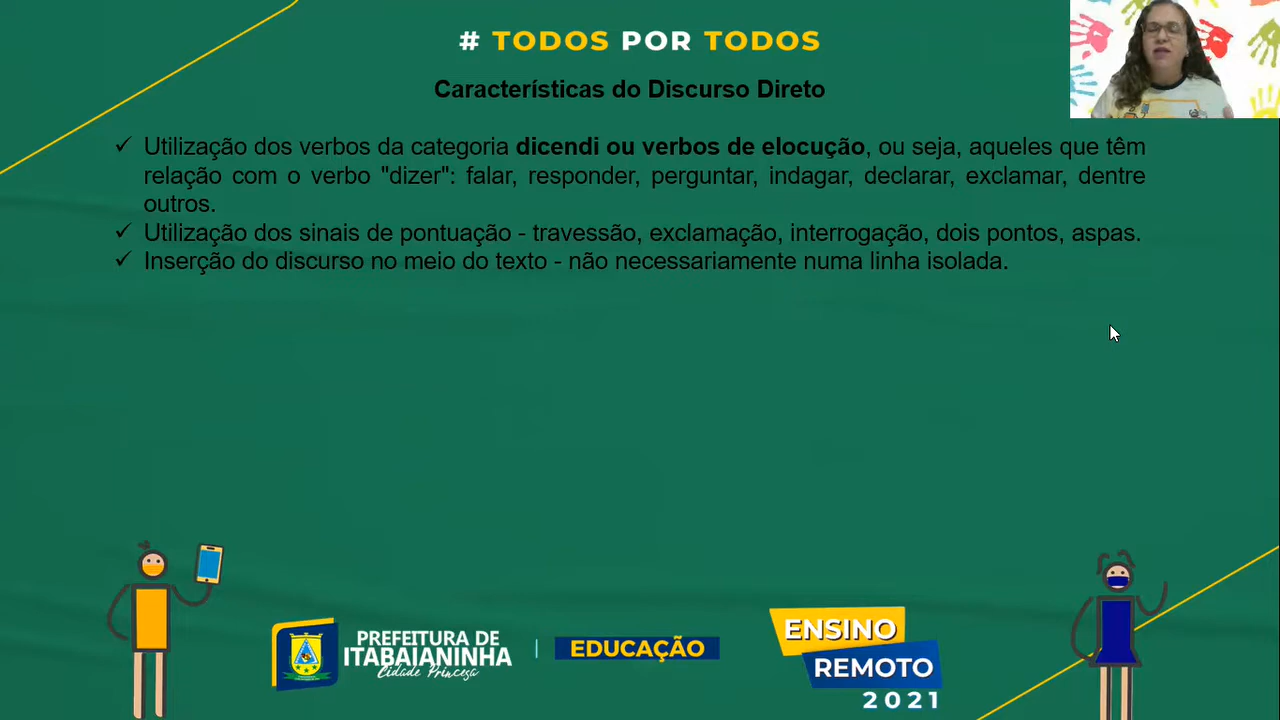 # TODOS POR TODOS
Características do Discurso Direto
✓ Utilização dos verbos da categoria dicendi ou verbos de elocução, ou seja, aqueles que têm
relação com o verbo "dizer": falar, responder, perguntar, indagar, declarar, exclamar, dentre
outros.
✓ Utilização dos sinais de pontuação - travessão, exclamação, interrogação, dois pontos, aspas.
✓ Inserção do discurso no meio do texto - não necessariamente numa linha isolada.
PREFEITURA DE
ITABAIANINHA
Cidade Princesa
EDUCAÇÃO
ENSINO
REMOTO
2021